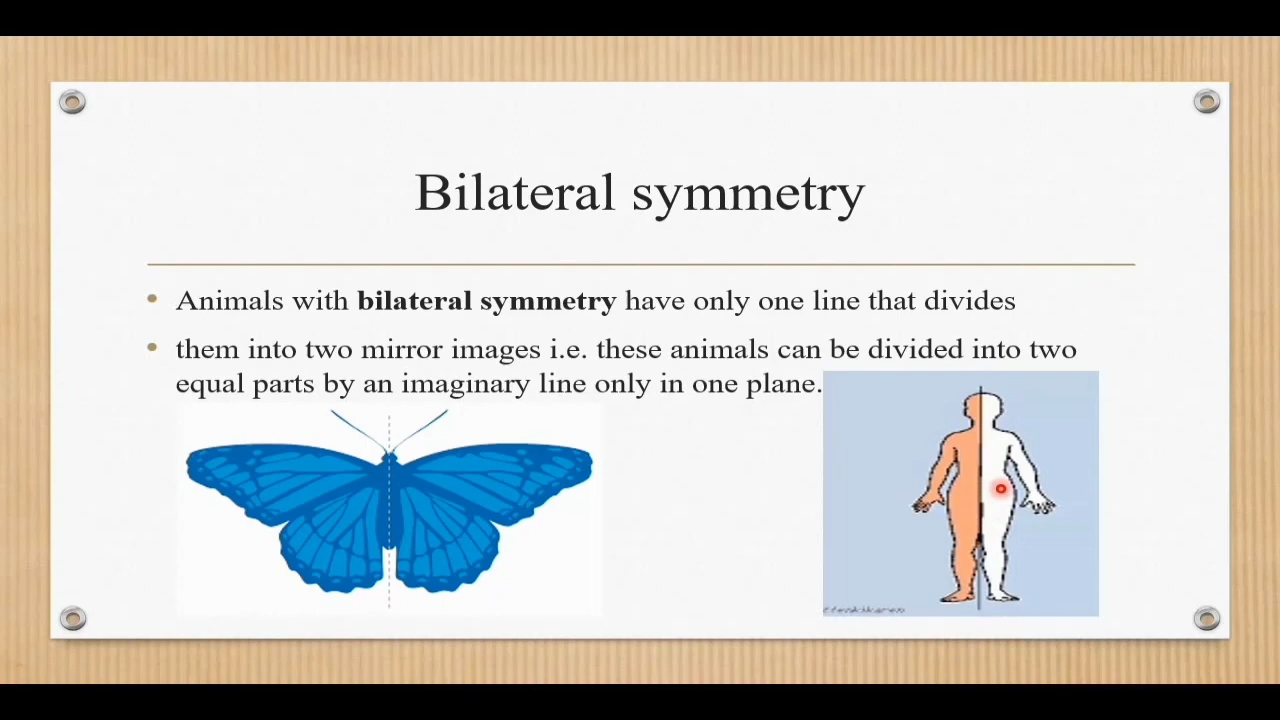 Bilateral symmetry
• Animals with bilateral symmetry have only one line that divides
• them into two mirror images i.e. these animals can be divided into two
equal parts by an imaginary line only in one plane.